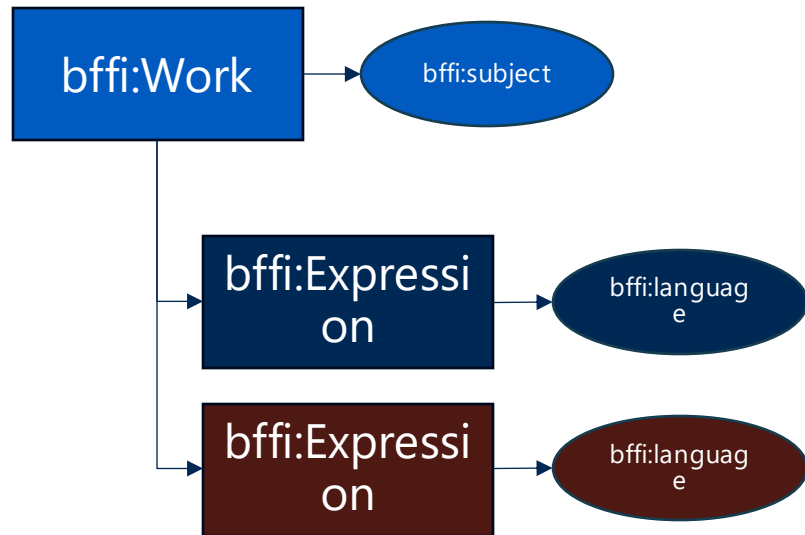 bffi:Work
bffi:subject
bffi:Expressi
on
bffi:languag
e
bffi:Expressi
on
bffi:languag
e